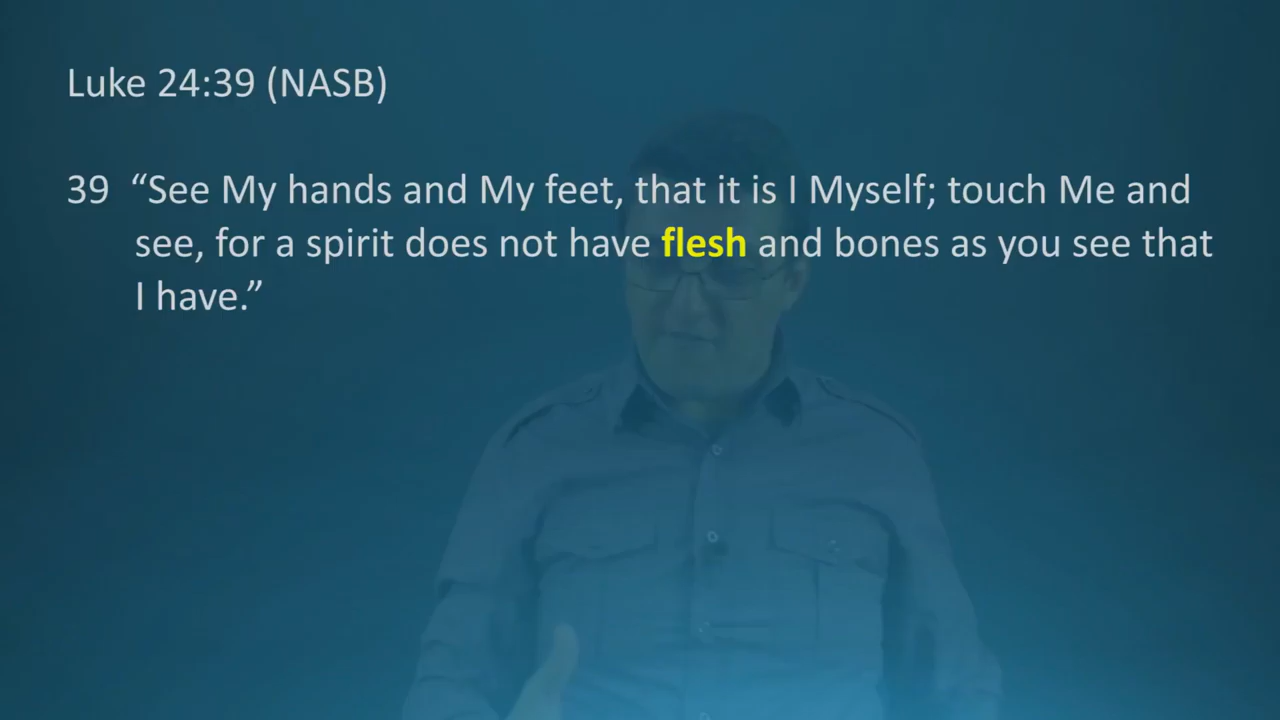 Luke 24:39 (NASB)
39 “See My hands and My feet, that it is I Myself; touch Me and
see, for a spirit does not have flesh and bones as you see that
I have.”